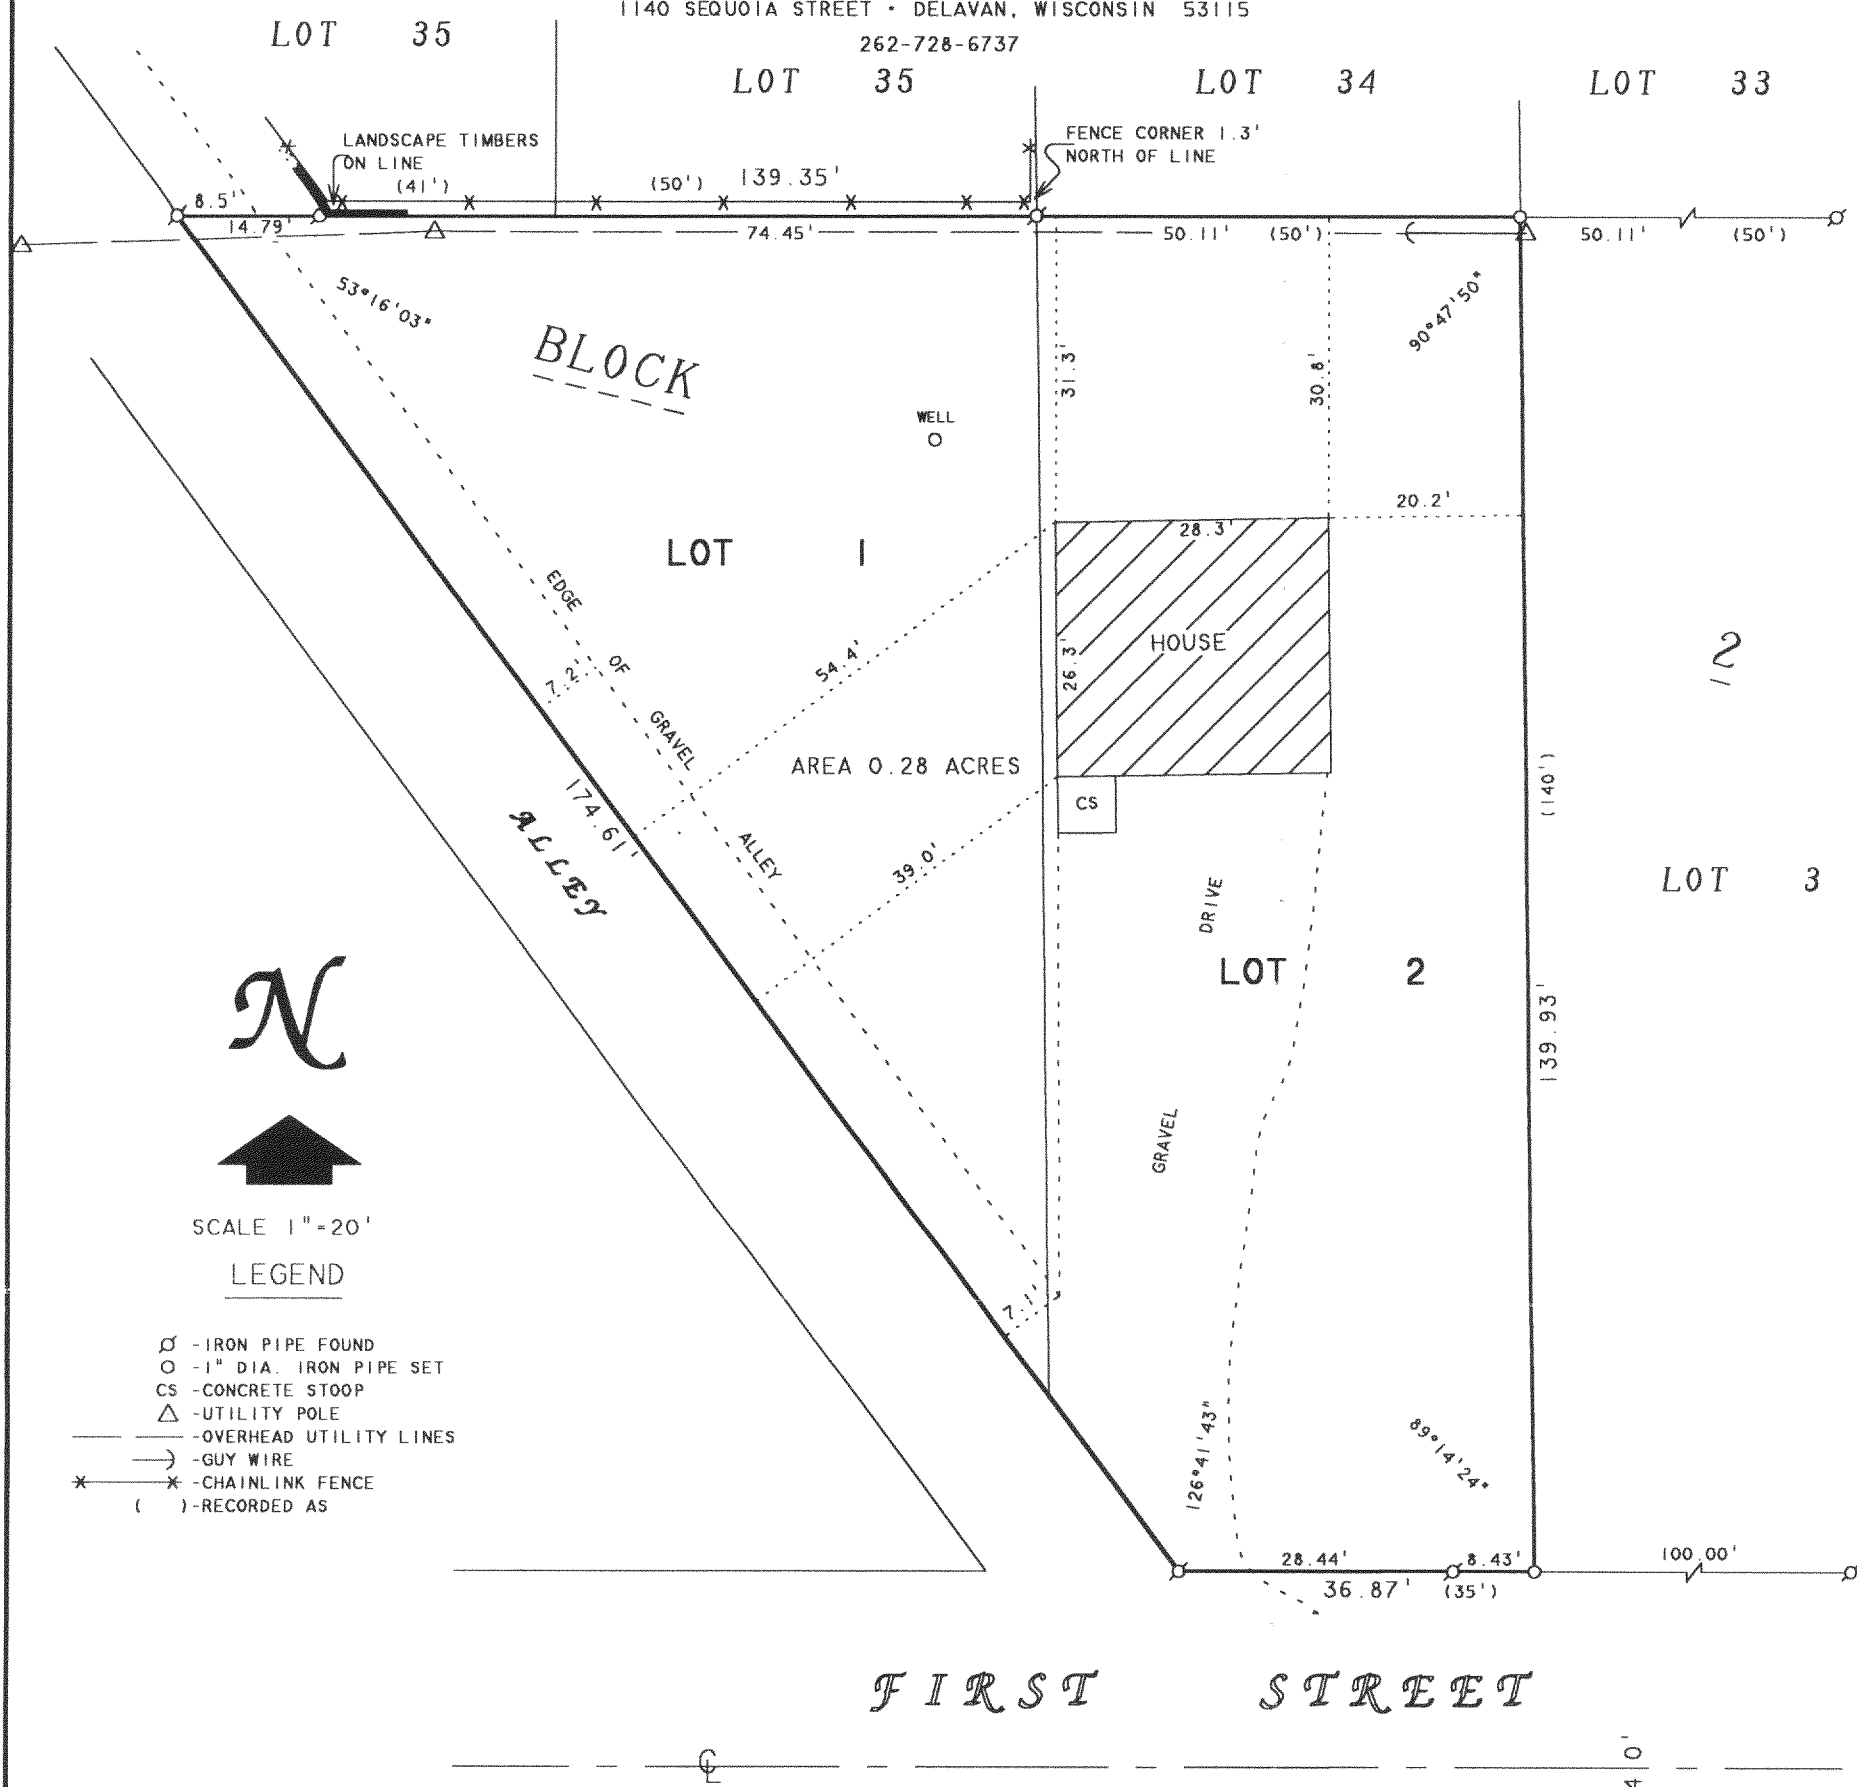 1140 SEQUOIA STREET • DELAVAN, WISCONSIN 53115
262-728-6737
LOT 35
LOT 35
LOT 34
LOT 33
LANDSCAPE TIMBERS
ON LINE
FENCE CORNER 1.3'
NORTH OF LINE
(41')
(50')
139.35'
8.5'
14.79'
74.45'
50.11'
(50')
50.11'
(50')
53°16'03"
90°47'50"
BLOCK
31.3'
30.8'
WELL
20.2'
28.3'
LOT 1
EDGE
OF
GRAVEL
ALLEY
7.2'
54.4'
26.3'
HOUSE
2
AREA 0.28 ACRES
174.61'
ALLEY
CS
(140')
39.0'
DRIVE
LOT 3
LOT 2
139.93'
N
GRAVEL
SCALE 1"=20'
LEGEND
7.1'
-IRON PIPE FOUND
-1" DIA. IRON PIPE SET
CS -CONCRETE STOOP
-UTILITY POLE
-OVERHEAD UTILITY LINES
-GUY WIRE
-CHAINLINK FENCE
( )-RECORDED AS
126°41'43"
89°14'24"
28.44'
8.43'
100.00'
36.87'
(35')
FIRST STREET
40'